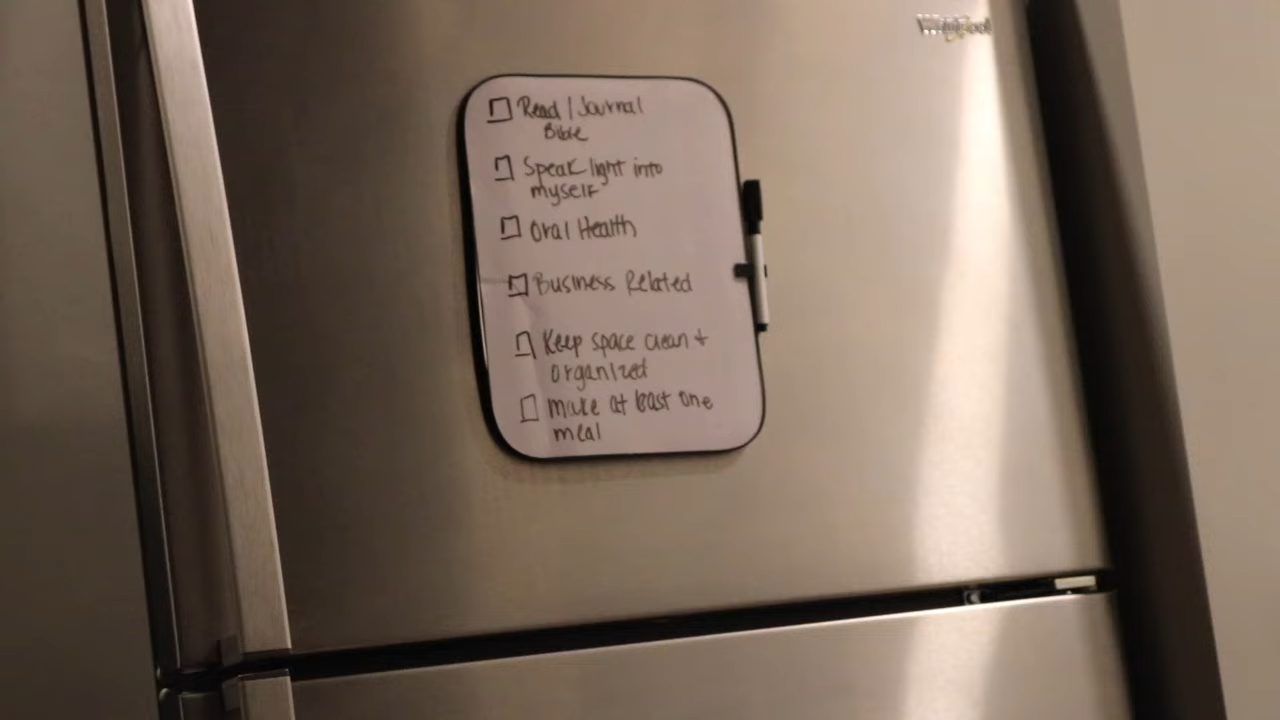 Whirlpool
Read / Journal
Bible
Speak light into
myself
Oral Health
Business Related
Keep space clean +
organized
make at least one
meal